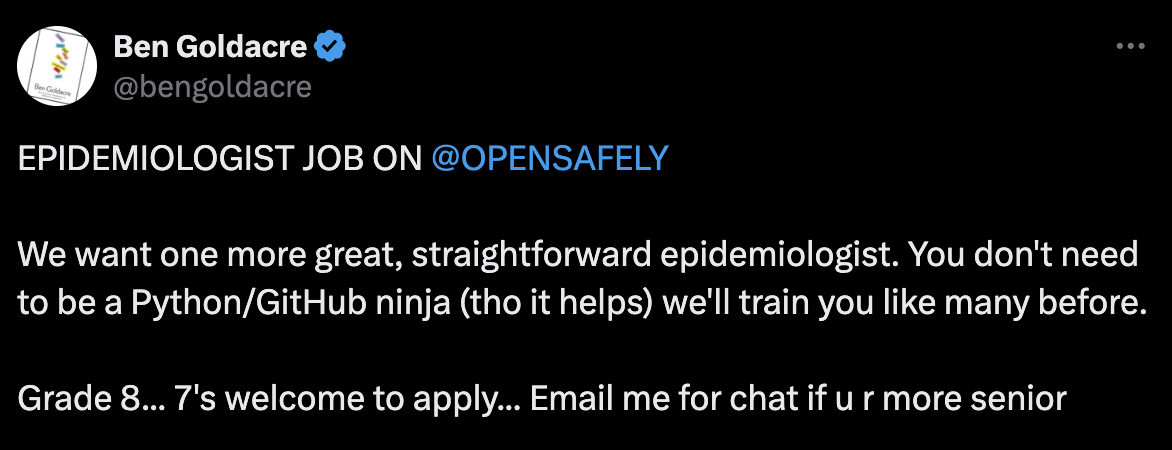 Ben Goldacre
@bengoldacre
EPIDEMIOLOGIST JOB ON @OPENSAFELY
We want one more great, straightforward epidemiologist. You don't need
to be a Python/GitHub ninja (tho it helps) we'll train you like many before.
Grade 8... 7's welcome to apply... Email me for chat if u r more senior